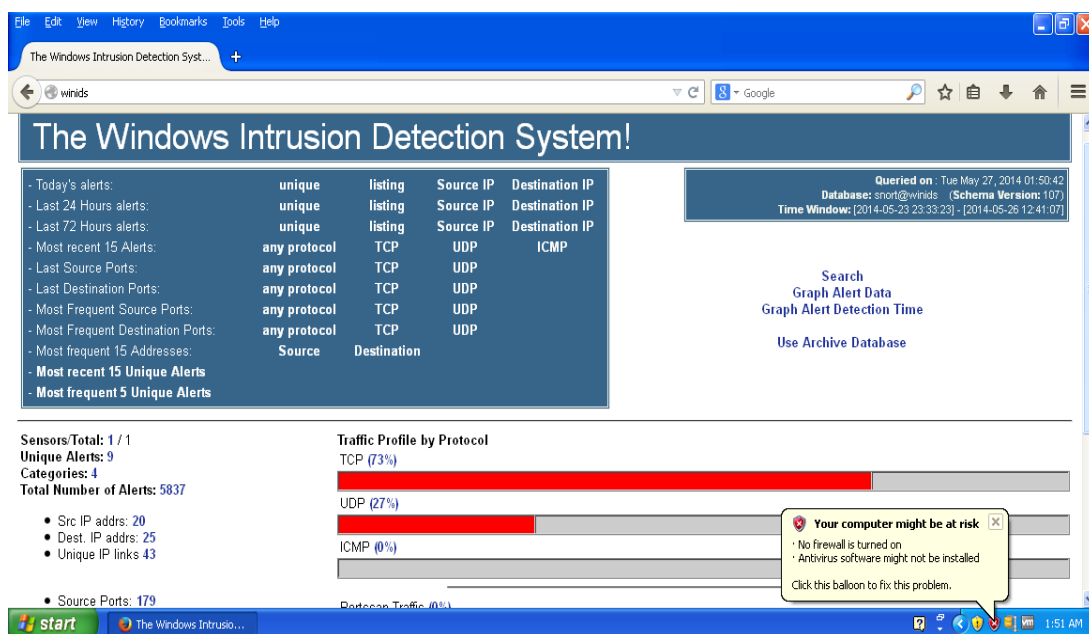 File Edit View History Bookmarks Tools Help
The Windows Intrusion Detection Syst... +
winids
Google
The Windows Intrusion Detection System!
- Today's alerts: unique listing Source IP Destination IP
- Last 24 Hours alerts: unique listing Source IP Destination IP
- Last 72 Hours alerts: unique listing Source IP Destination IP
- Most recent 15 Alerts: any protocol TCP UDP ICMP
- Last Source Ports: any protocol TCP UDP
- Last Destination Ports: any protocol TCP UDP
- Most Frequent Source Ports: any protocol TCP UDP
- Most Frequent Destination Ports: any protocol TCP UDP
- Most frequent 15 Addresses: Source Destination
- Most recent 15 Unique Alerts
- Most frequent 5 Unique Alerts
Queried on : Tue May 27, 2014 01:50:42
Database: snort@winids (Schema Version: 107)
Time Window: [2014-05-23 23:33:23] - [2014-05-26 12:41:07]
Search
Graph Alert Data
Graph Alert Detection Time
Use Archive Database
Sensors/Total: 1 / 1
Unique Alerts: 9
Categories: 4
Total Number of Alerts: 5837
• Src IP addrs: 20
• Dest. IP addrs: 25
• Unique IP links 43
• Source Ports: 179
Traffic Profile by Protocol
TCP (73%)
UDP (27%)
ICMP (0%)
Portscan Traffic (0%)
Your computer might be at risk
· No firewall is turned on
· Antivirus software might not be installed
Click this balloon to fix this problem.
start
The Windows Intrusio...
1:51 AM